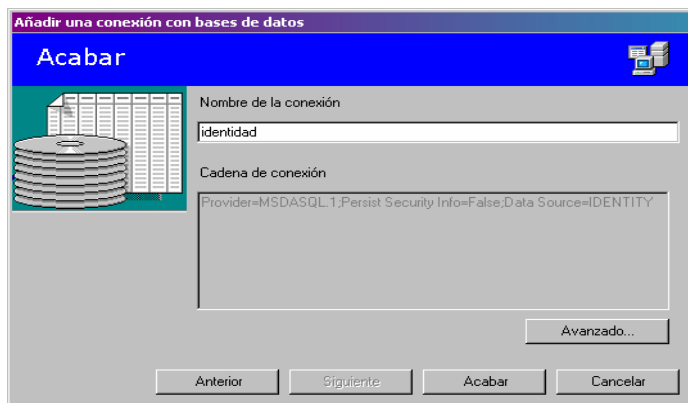 Añadir una conexión con bases de datos
Acabar
Nombre de la conexión
identidad
Cadena de conexión
Provider=MSDASQL.1;Persist Security Info=False;Data Source=IDENTITY
Avanzado...
Anterior
Siguiente
Acabar
Cancelar